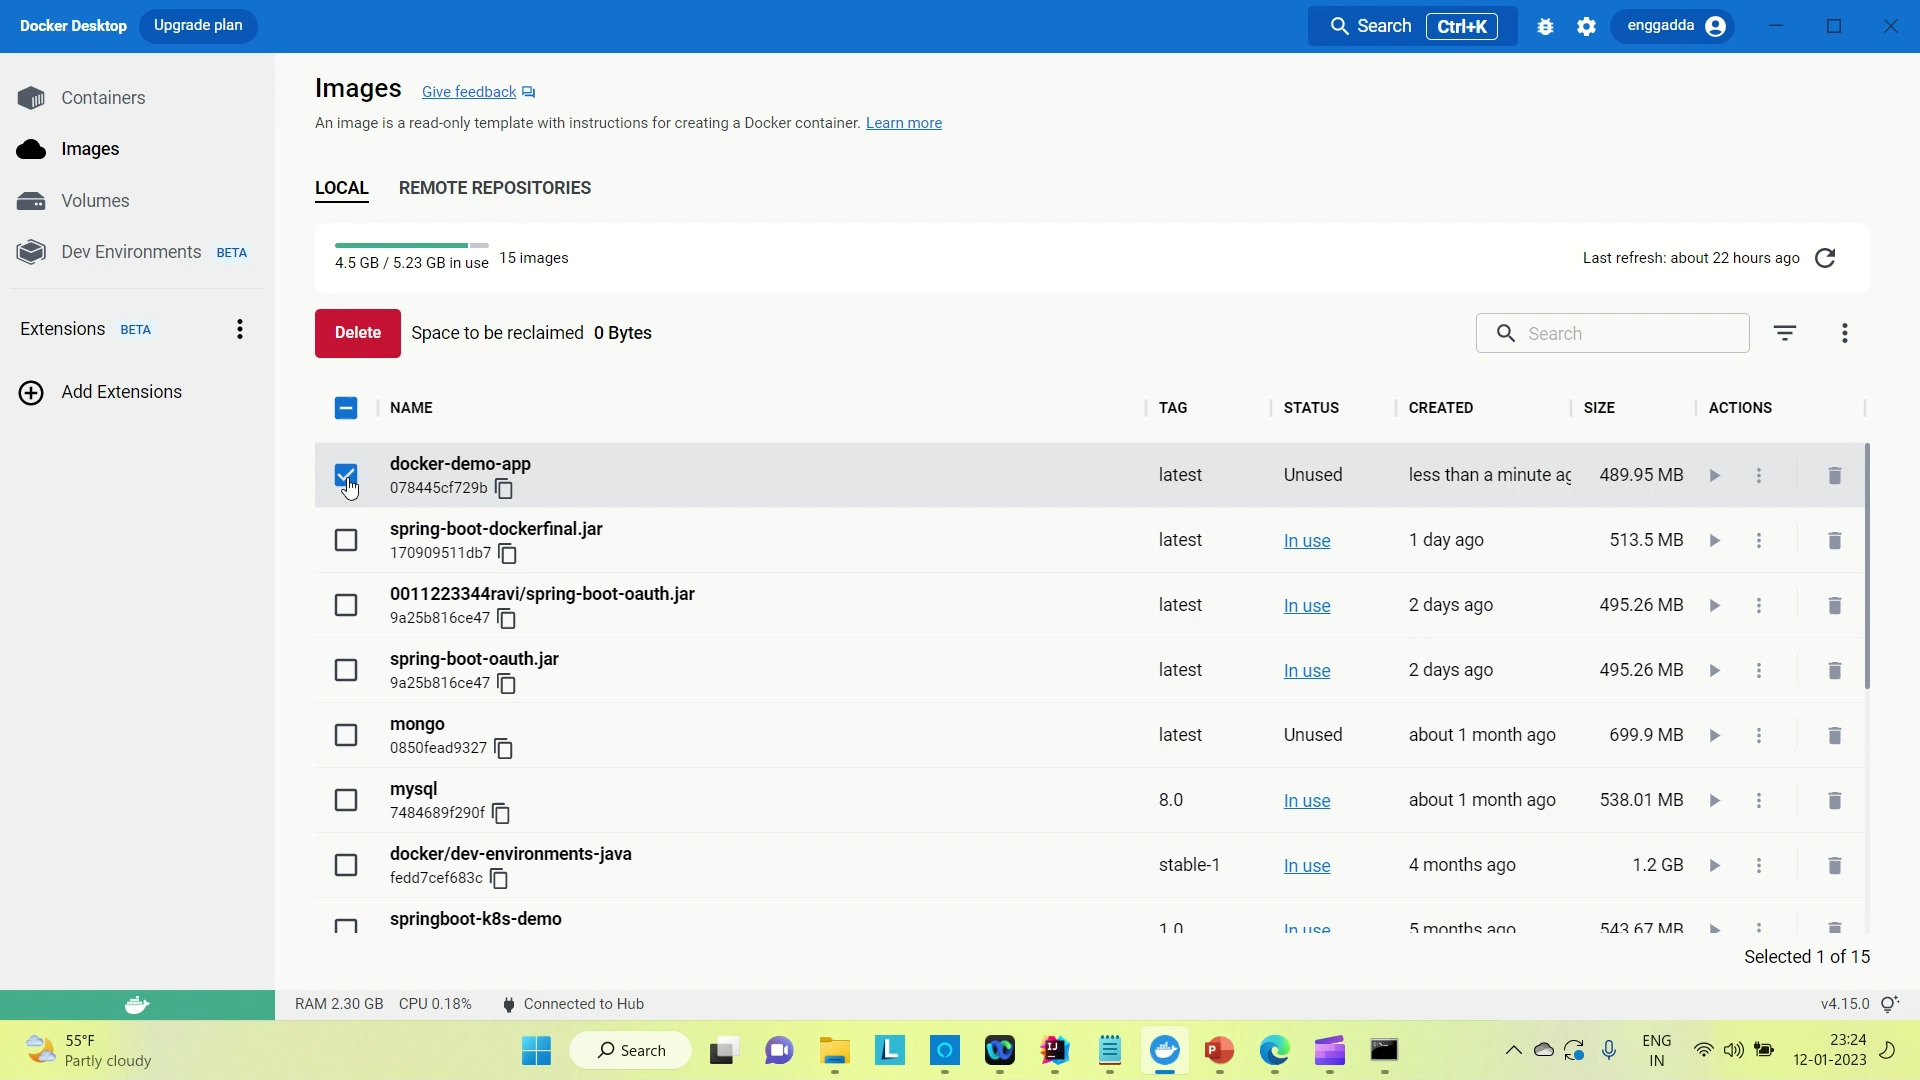 Docker Desktop Upgrade plan Search Ctrl+K enggadda
Containers
Images
Volumes
Dev Environments BETA
Extensions BETA
Add Extensions
Images Give feedback
An image is a read-only template with instructions for creating a Docker container. Learn more
LOCAL REMOTE REPOSITORIES
4.5 GB / 5.23 GB in use 15 images Last refresh: about 22 hours ago
Delete Space to be reclaimed 0 Bytes Search
NAME TAG STATUS CREATED SIZE ACTIONS
docker-demo-app
078445cf729b latest Unused less than a minute ag 489.95 MB
spring-boot-dockerfinal.jar
170909511db7 latest In use 1 day ago 513.5 MB
0011223344ravi/spring-boot-oauth.jar
9a25b816ce47 latest In use 2 days ago 495.26 MB
spring-boot-oauth.jar
9a25b816ce47 latest In use 2 days ago 495.26 MB
mongo
0850fead9327 latest Unused about 1 month ago 699.9 MB
mysql
7484689f290f 8.0 In use about 1 month ago 538.01 MB
docker/dev-environments-java
fedd7cef683c stable-1 In use 4 months ago 1.2 GB
springboot-k8s-demo
1.0 In use 5 months ago 543.67 MB
Selected 1 of 15
RAM 2.30 GB CPU 0.18% Connected to Hub v4.15.0
55°F
Partly cloudy
Search
ENG
IN
23:24
12-01-2023